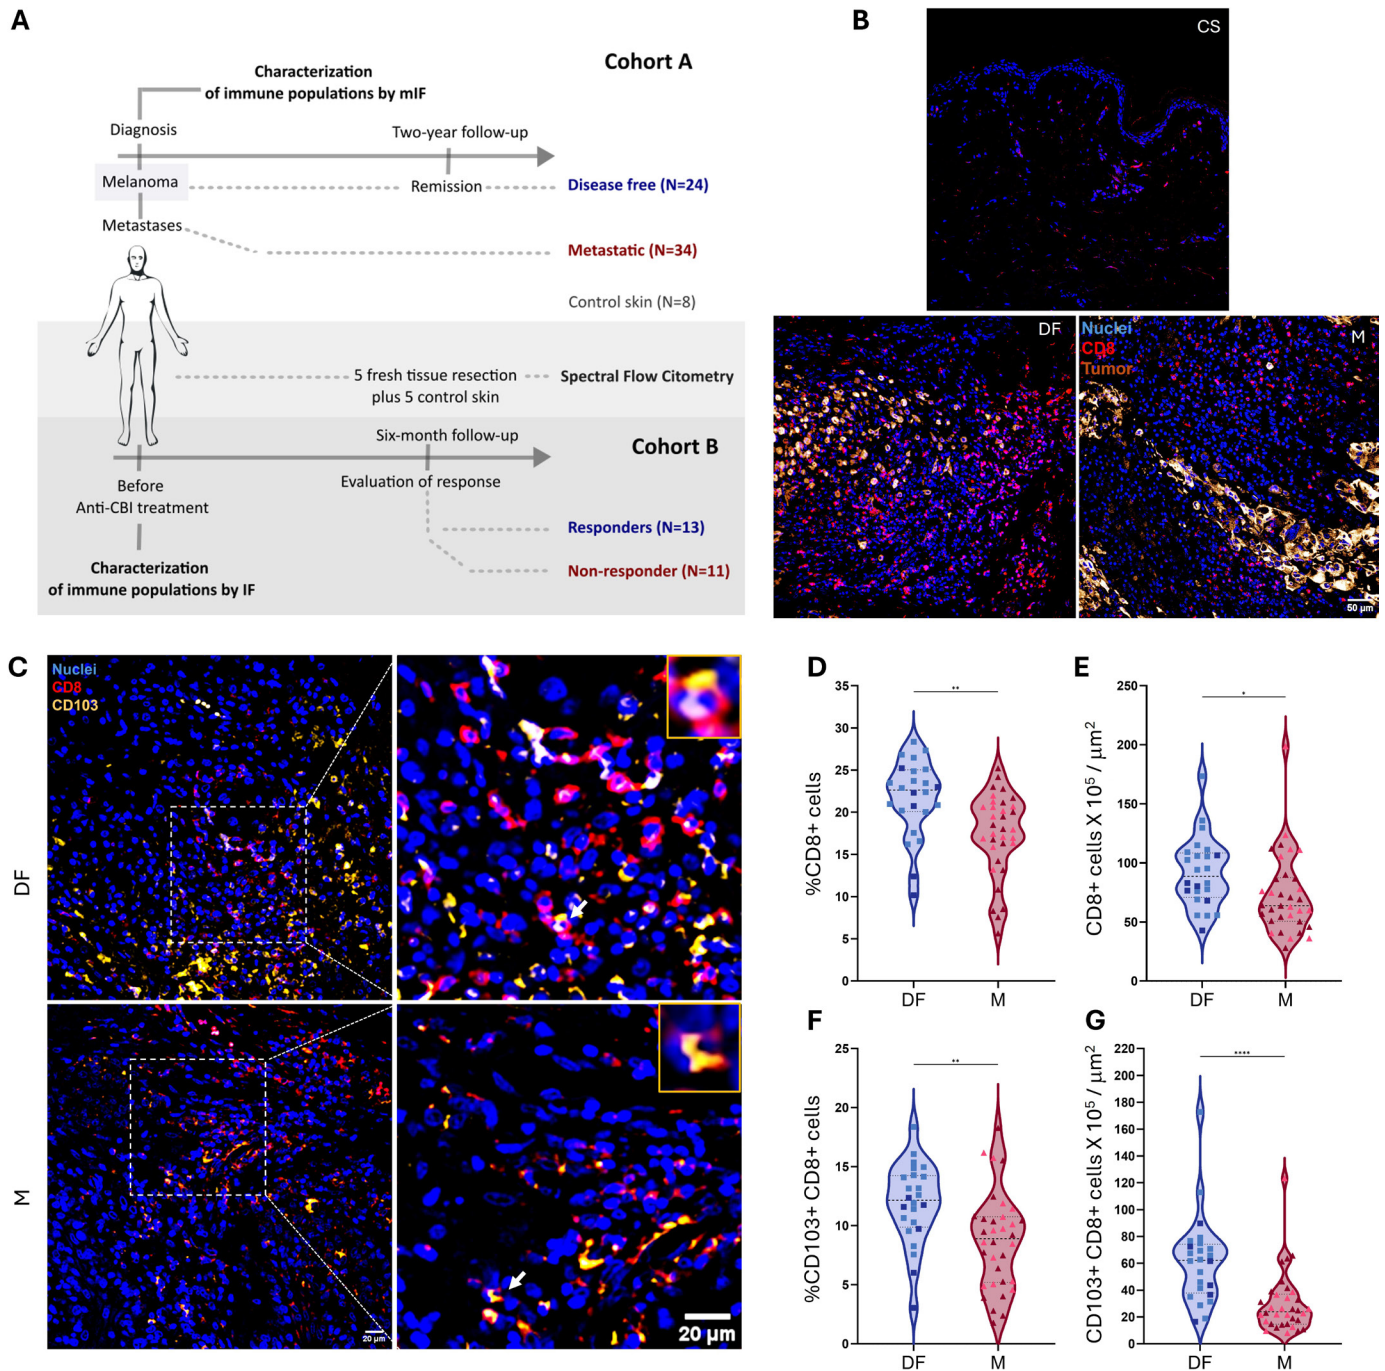 A
Cohort A
Characterization
of immune populations by mIF
Diagnosis
Two-year follow-up
Melanoma
Remission
Disease free (N=24)
Metastases
Metastatic (N=34)
Control skin (N=8)
5 fresh tissue resection
plus 5 control skin
Spectral Flow Citometry
Six-month follow-up
Cohort B
Before
Anti-CBI treatment
Evaluation of response
Responders (N=13)
Characterization
of immune populations by IF
Non-responder (N=11)
B
CS
DF
Nuclei
CD8
Tumor
M
50 µm
C
Nuclei
CD8
CD103
DF
M
20 µm
20 µm
D
35
30
25
20
15
10
5
0
%CD8+ cells
**
DF
M
E
250
200
150
100
50
0
CD8+ cells X 10⁵ / µm²
*
DF
M
F
25
20
15
10
5
0
%CD103+ CD8+ cells
**
DF
M
G
220
200
180
160
140
120
100
80
60
40
20
0
CD103+ CD8+ cells X 10⁵ / µm²
****
DF
M